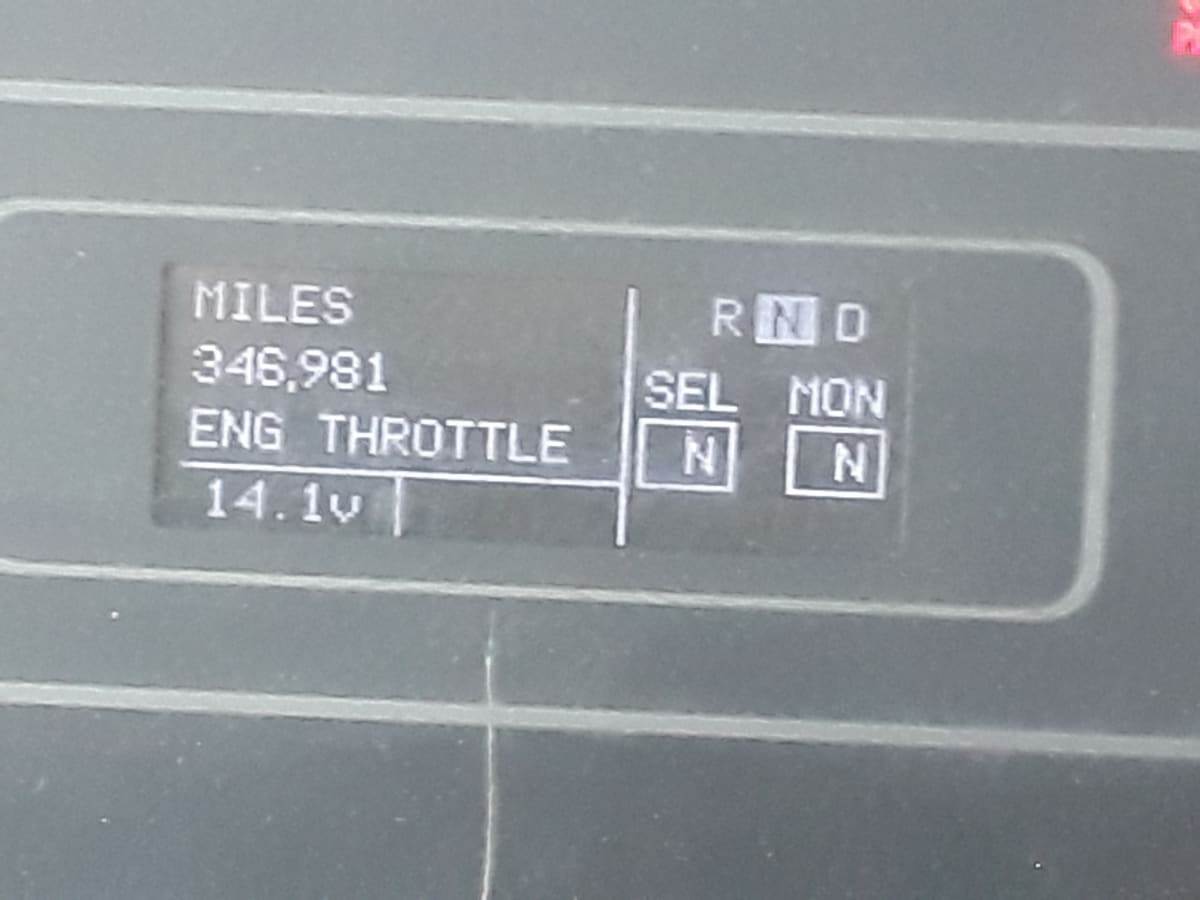 MILES
346,981
ENG THROTTLE
14.1v
R N D
SEL MON
N N